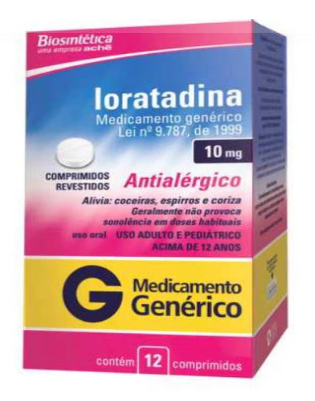 Biosintética
uma empresa achē
loratadina
Medicamento genérico
Lei nº 9.787, de 1999
10 mg
COMPRIMIDOS
REVESTIDOS
Antialérgico
Alivia: coceiras, espirros e coriza
Geralmente não provoca
sonolência em doses habituais
uso oral USO ADULTO E PEDIÁTRICO
ACIMA DE 12 ANOS
G Medicamento
Genérico
contém 12 comprimidos